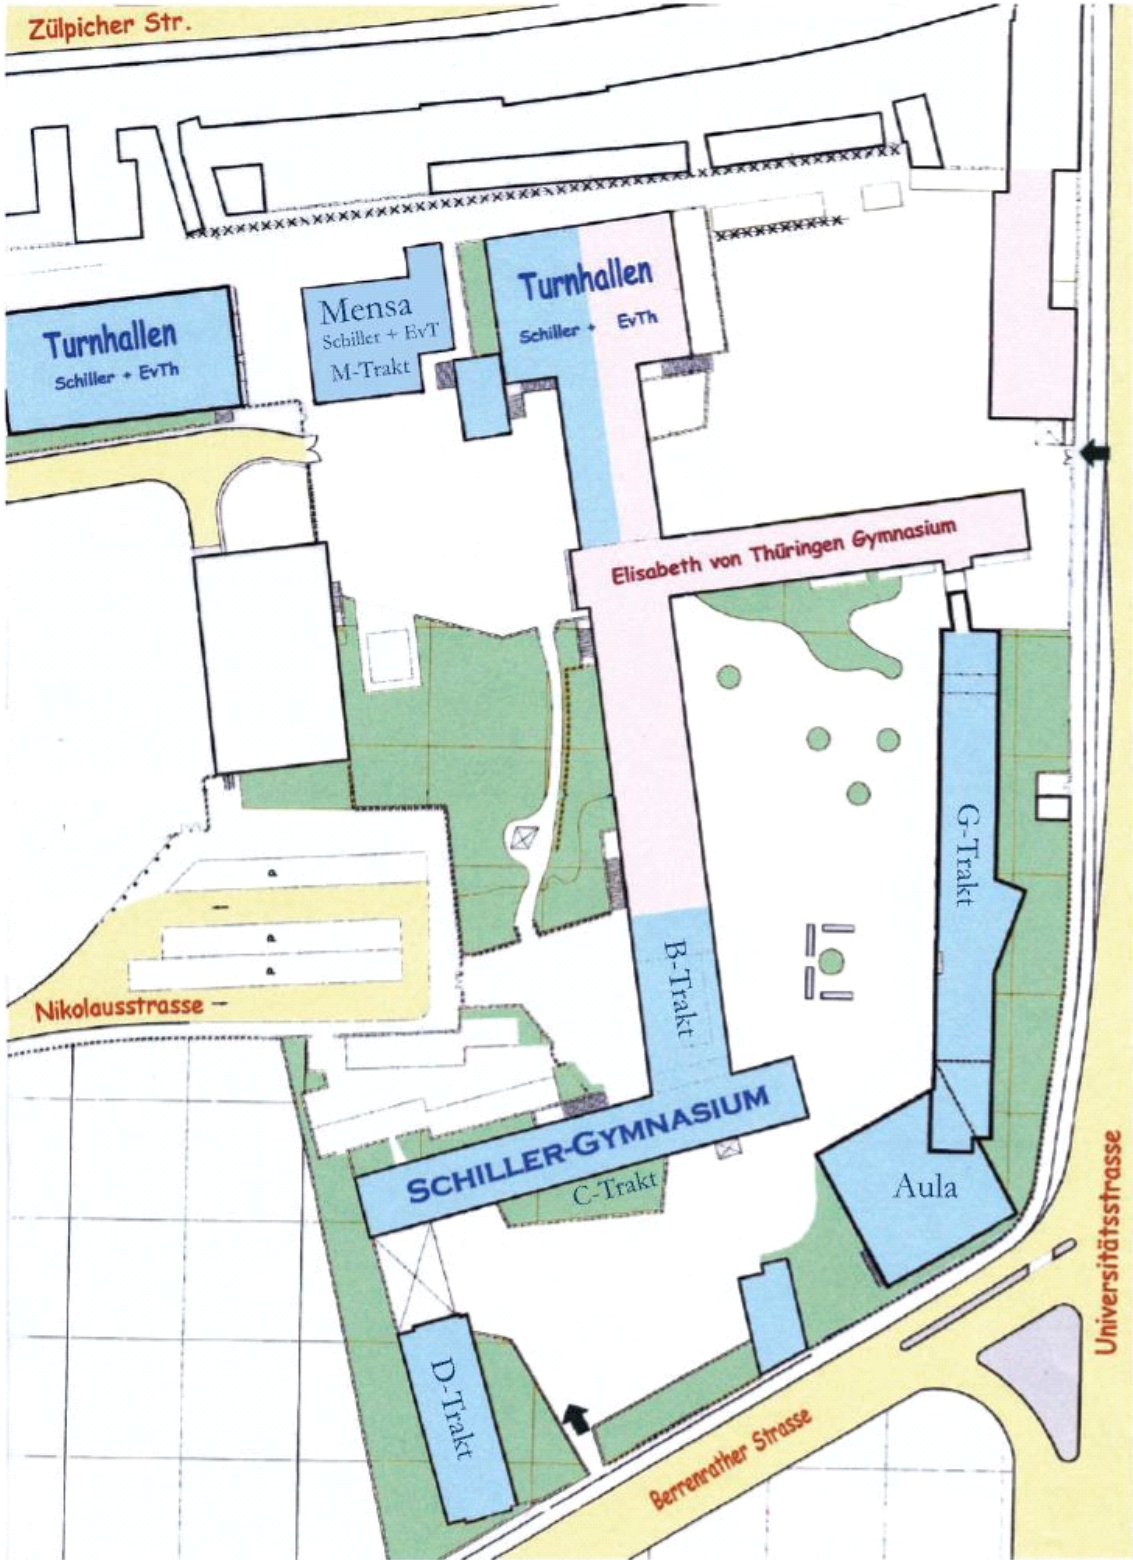 Zülpicher Str.
Turnhallen
Schiller + EvTh
Mensa
Schiller + EvT
M-Trakt
Turnhallen
Schiller + EvTh
Elisabeth von Thüringen Gymnasium
G-Trakt
P
P
P
Nikolausstrasse
B-Trakt
SCHILLER-GYMNASIUM
C-Trakt
Aula
D-Trakt
Universitätsstrasse
Berrenrather Strasse